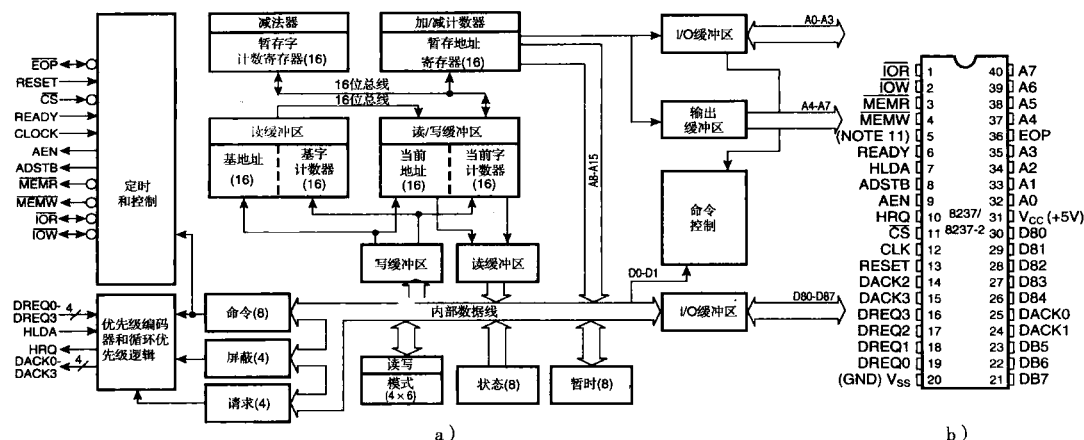 减法器
暂存字
计数寄存器(16)
加/减计数器
暂存地址
寄存器(16)
I/O缓冲区
A0-A3
16位总线
16位总线
A8-A15
输出
缓冲区
A4-A7
读缓冲区
基地址
(16)
基字
计数器
(16)
读/写缓冲区
当前
地址
(16)
当前字
计数器
(16)
命令
控制
写缓冲区
读缓冲区
D0-D1
内部数据线
I/O缓冲区
D80-D87
EOP
RESET
CS
READY
CLOCK
AEN
ADSTB
MEMR
MEMW
IOR
IOW
定时
和控制
DREQ0-
DREQ3
4
HLDA
HRQ
DACK0-
DACK3
4
优先级编码
器和循环优
先级逻辑
命令(8)
屏蔽(4)
请求(4)
读写
模式
(4×6)
状态(8)
暂时(8)
a）
IOR 1 40 A7
IOW 2 39 A6
MEMR 3 38 A5
MEMW 4 37 A4
(NOTE 11) 5 36 EOP
READY 6 35 A3
HLDA 7 34 A2
ADSTB 8 33 A1
AEN 9 32 A0
HRQ 10 8237/ 31 VCC (+5V)
CS 11 8237-2 30 D80
CLK 12 29 D81
RESET 13 28 D82
DACK2 14 27 D83
DACK3 15 26 D84
DREQ3 16 25 DACK0
DREQ2 17 24 DACK1
DREQ1 18 23 DB5
DREQ0 19 22 DB6
(GND) VSS 20 21 DB7
b）